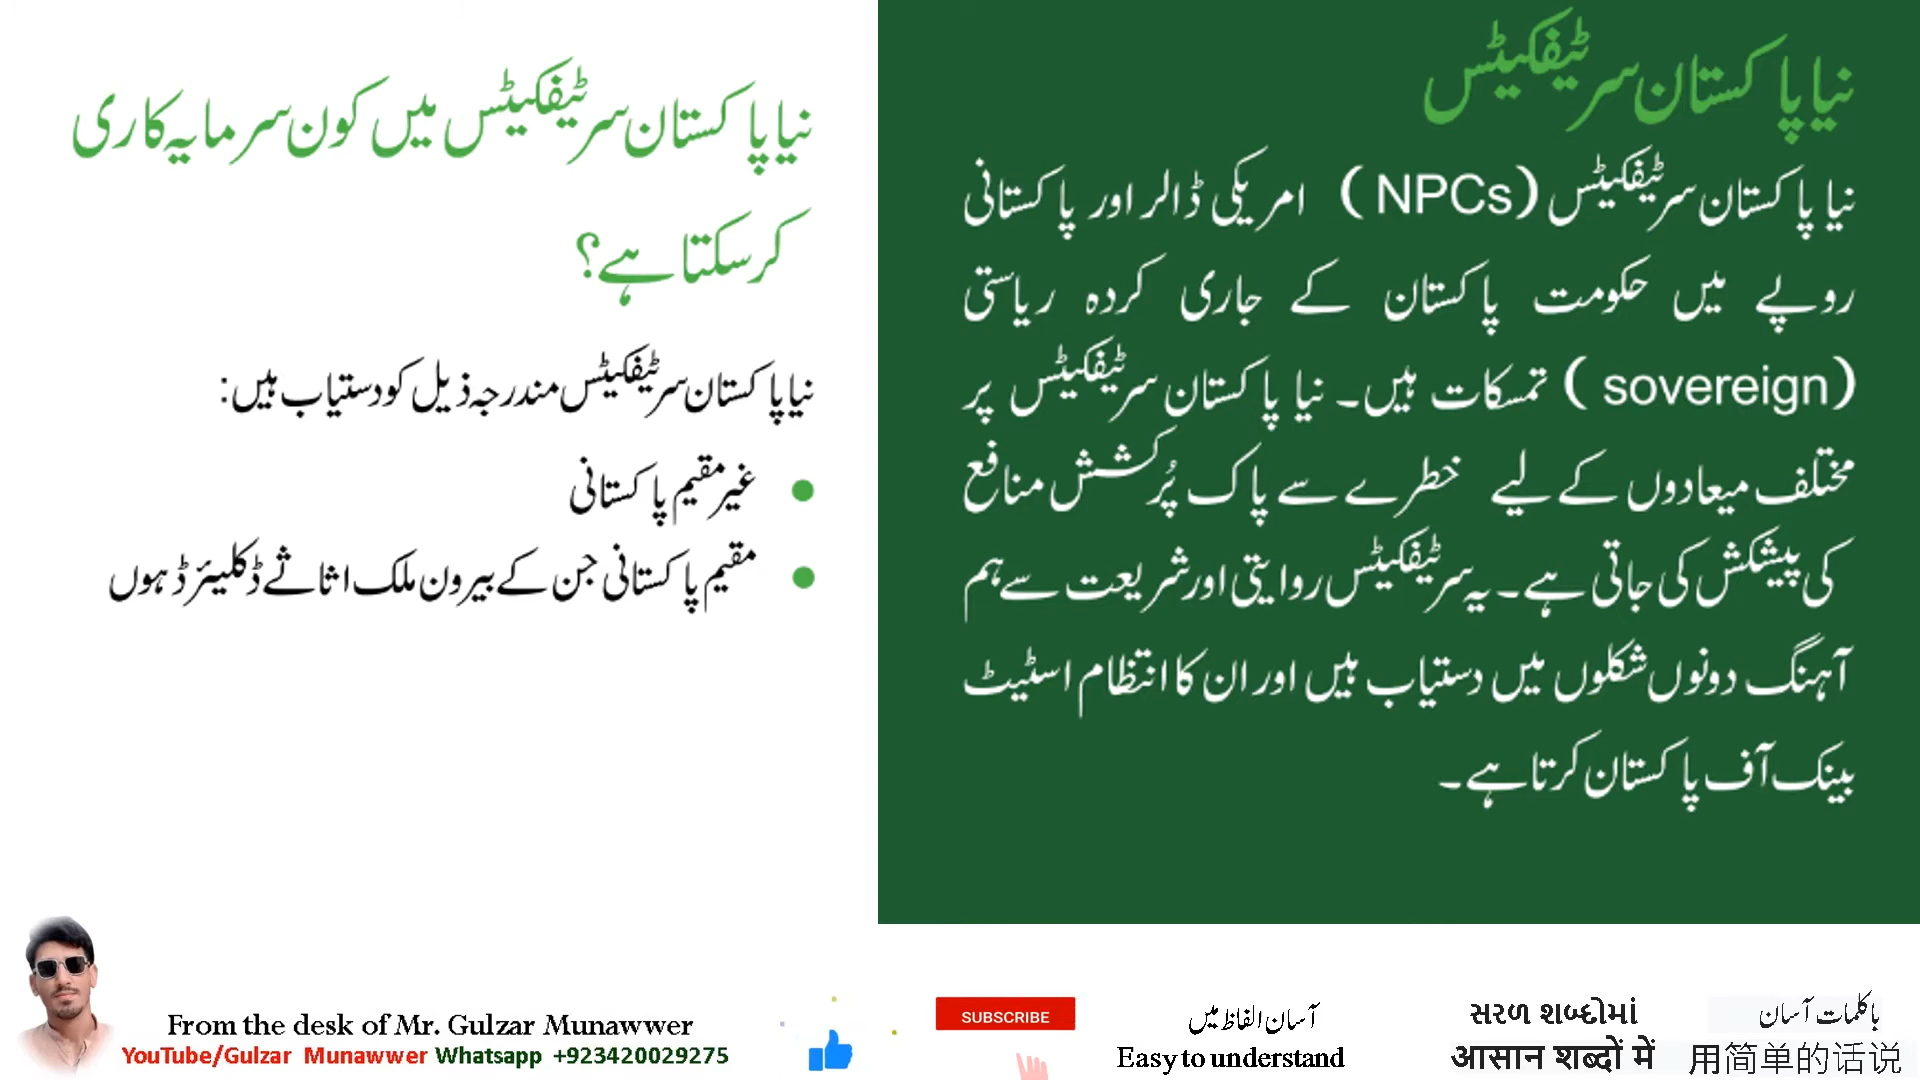 نیا پاکستان سرٹیفکیٹس
نیا پاکستان سرٹیفکیٹس (NPCs) امریکی ڈالر اور پاکستانی
روپے میں حکومت پاکستان کے جاری کردہ ریاستی
(sovereign) تمسکات ہیں۔ نیا پاکستان سرٹیفکیٹس پر
مختلف میعادوں کے لیے خطرے سے پاک پُرکشش منافع
کی پیشکش کی جاتی ہے۔ یہ سرٹیفکیٹس روایتی اور شریعت سے ہم
آہنگ دونوں شکلوں میں دستیاب ہیں اور ان کا انتظام اسٹیٹ
بینک آف پاکستان کرتا ہے۔
نیا پاکستان سرٹیفکیٹس میں کون سرمایہ کاری
کرسکتا ہے؟
نیا پاکستان سرٹیفکیٹس مندرجہ ذیل کو دستیاب ہیں:
غیر مقیم پاکستانی
مقیم پاکستانی جن کے بیرون ملک اثاثے ڈکلیئرڈ ہوں
From the desk of Mr. Gulzar Munawwer
YouTube/Gulzar Munawwer Whatsapp +923420029275
SUBSCRIBE
آسان الفاظ میں
Easy to understand
સરળ શબ્દોમાં
आसान शब्दों में
باکلمات آسان
用简单的话说